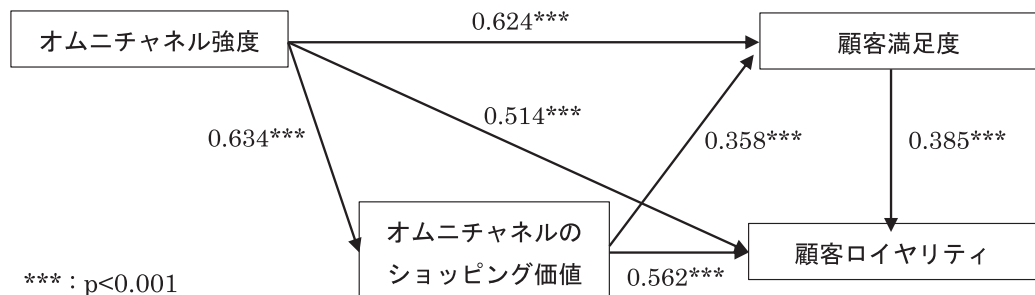 0.624***
オムニチャネル強度
顧客満足度
0.514***
0.634***
0.358***
0.385***
オムニチャネルの
ショッピング価値
顧客ロイヤリティ
0.562***
***：p<0.001